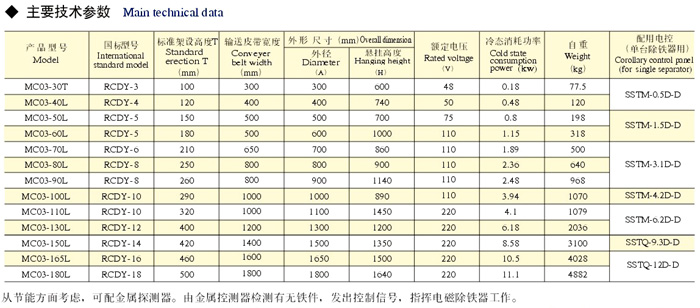 ◆ 主要技术参数 Main technical data
产品型号 Model 国标型号 International standard model 标准架设高度T Standard erection T (mm) 输送皮带宽度 Conveyer belt width (mm) 外形尺寸 (mm) Overall dimension 外径 Diameter (A) 悬挂高度 Hanging height (H) 额定电压 Rated voltage (V) 冷态消耗功率 Cold state consumption power (kw) 自重 Weight (kg) 配用电控 (单台除铁器用) Corollary control panel (for single separator)
MC03-30T RCDY-3 100 300 300 600 48 0.18 77.5 SSTM-0.5D-D
MC03-40L RCDY-4 120 400 400 740 50 0.48 120
MC03-50L RCDY-5 150 500 500 700 75 0.8 198 SSTM-1.5D-D
MC03-60L RCDY-5 180 500 600 1000 110 1.15 318
MC03-70L RCDY-6 210 650 700 860 110 1.89 500 SSTM-3.1D-D
MC03-80L RCDY-8 250 800 800 900 110 2.36 640
MC03-90L RCDY-8 260 800 900 1140 110 2.48 968
MC03-100L RCDY-10 290 1000 1000 890 110 3.94 1070 SSTM-4.2D-D
MC03-110L RCDY-10 320 1000 1100 1450 220 4.1 1079 SSTM-6.2D-D
MC03-130L RCDY-12 400 1200 1300 1200 220 6.18 2036
MC03-150L RCDY-14 420 1400 1500 1350 220 8.58 3100 SSTQ-9.3D-D
MC03-165L RCDY-16 460 1600 1650 1500 220 10.5 4028 SSTQ-12D-D
MC03-180L RCDY-18 500 1800 1800 1640 220 11.1 4882
从节能方面考虑，可配金属探测器。由金属控测器检测有无铁件，发出控制信号，指挥电磁除铁器工作。